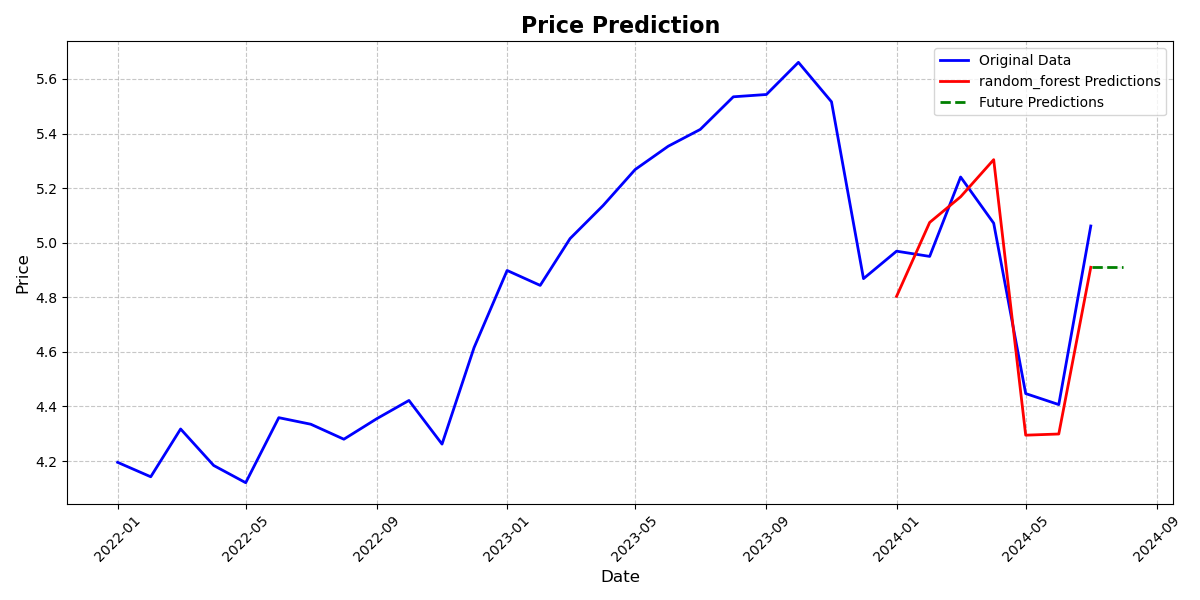 Price Prediction
Original Data
random_forest Predictions
Future Predictions
Price
5.6
5.4
5.2
5.0
4.8
4.6
4.4
4.2
2022-01
2022-05
2022-09
2023-01
2023-05
2023-09
2024-01
2024-05
2024-09
Date